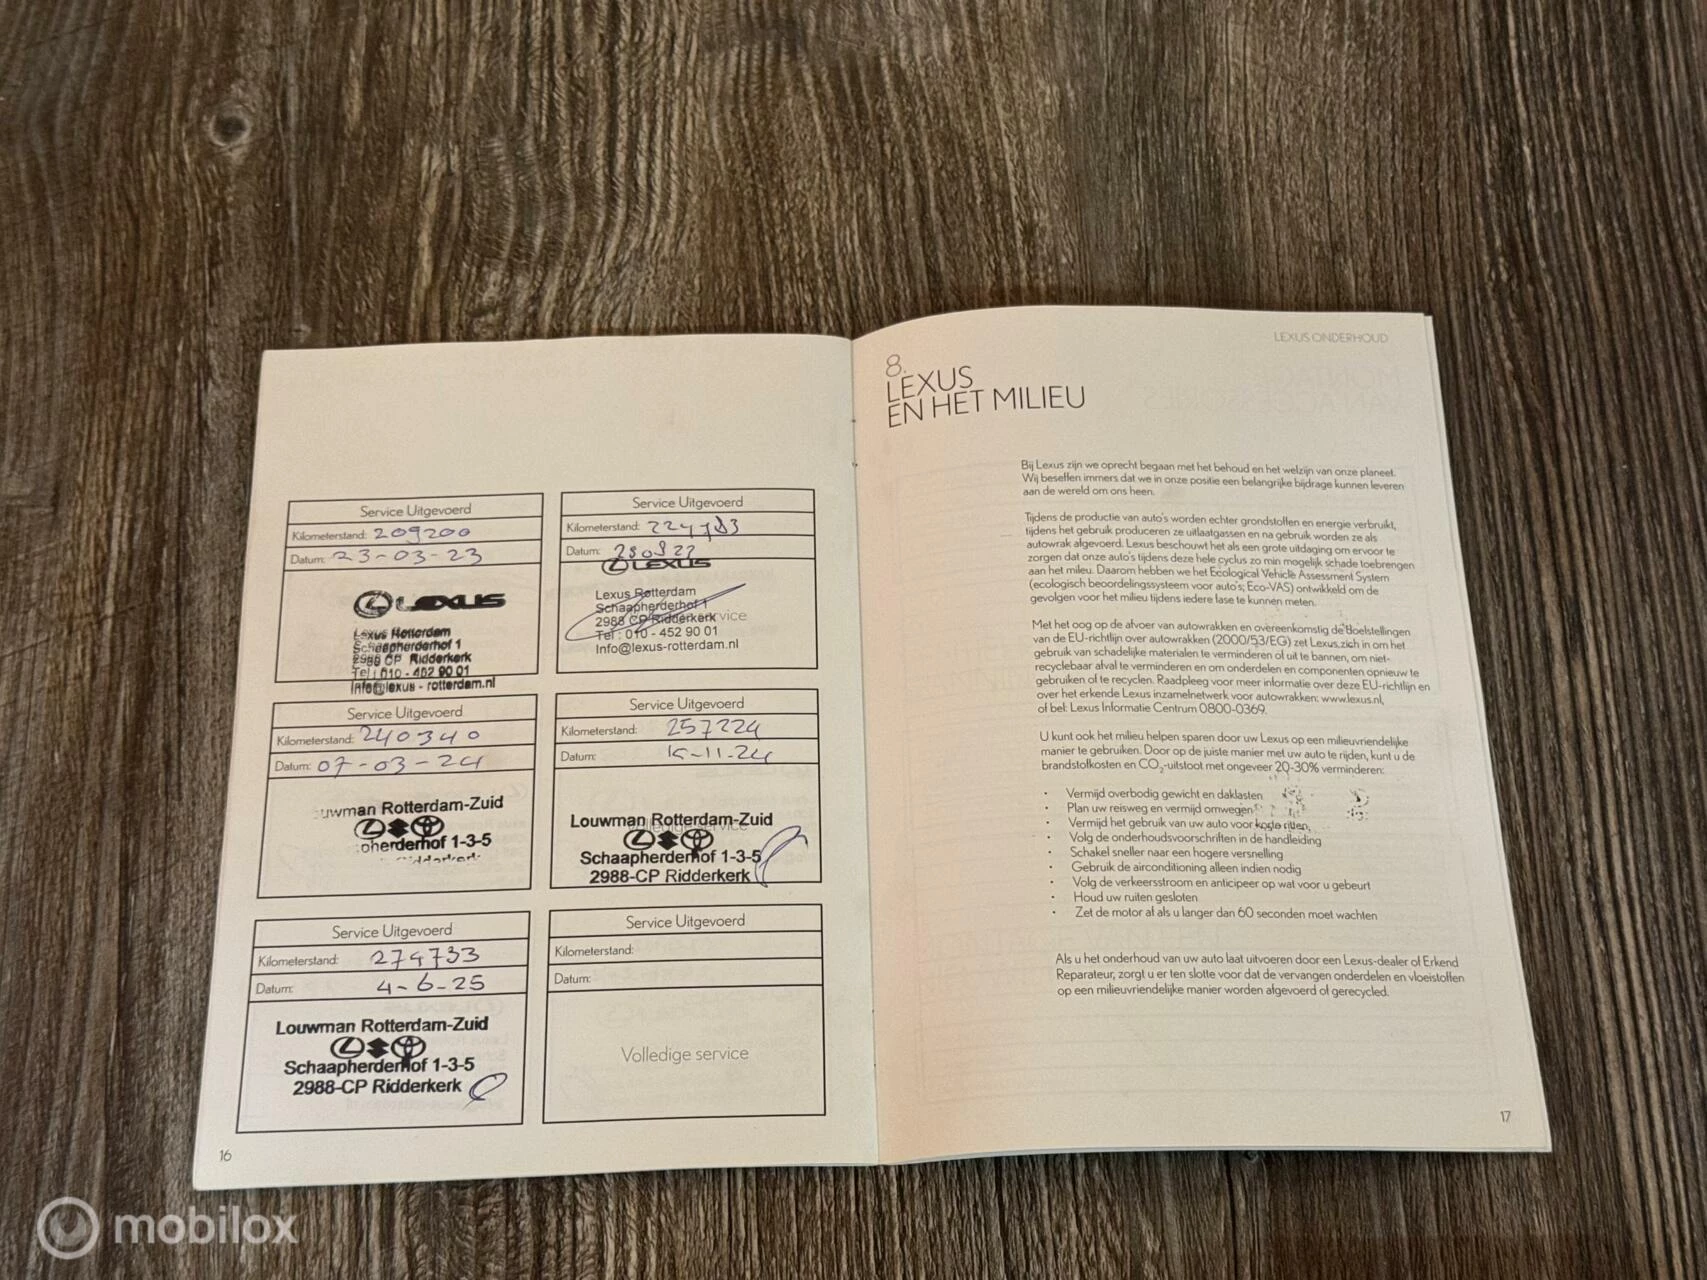 Service Uitgevoerd
Kilometerstand: 209200
Datum: 23-03-23
LEXUS
Lexus Rotterdam
Schaapherderhof 1
2988 CP Ridderkerk
Tel : 010 - 452 90 01
Info@lexus - rotterdam.nl
Service Uitgevoerd
Kilometerstand:
Datum:
LEXUS
Lexus Rotterdam
Schaapherderhof 1
2988 CP Ridderkerk
Tel : 010 - 452 90 01
Info@lexus-rotterdam.nl
Service Uitgevoerd
Kilometerstand: 240340
Datum: 07-03-24
Louwman Rotterdam-Zuid
1-3-5
Service Uitgevoerd
Kilometerstand: 257224
Datum: -11-24
Louwman Rotterdam-Zuid
Schaapherderhof 1-3-5
2988-CP Ridderkerk
Service Uitgevoerd
Kilometerstand: 274733
Datum: 4-6-25
Louwman Rotterdam-Zuid
Schaapherderhof 1-3-5
2988-CP Ridderkerk
Service Uitgevoerd
Kilometerstand:
Datum:
Volledige service
16
LEXUS ONDERHOUD
8.
LEXUS
EN HET MILIEU
Bij Lexus zijn we oprecht begaan met het behoud en het welzijn van onze planeet.
Wij beseffen immers dat we in onze positie een belangrijke bijdrage kunnen leveren
aan de wereld om ons heen.
Tijdens de productie van auto's worden echter grondstoffen en energie verbruikt,
tijdens het gebruik produceren ze uitlaatgassen en na gebruik worden ze als
autowrak afgevoerd. Lexus beschouwt het als een grote uitdaging om ervoor te
zorgen dat onze auto's tijdens deze hele cyclus zo min mogelijk schade toebrengen
aan het milieu. Daarom hebben we het Ecological Vehicle Assessment System
(ecologisch beoordelingssysteem voor auto's; Eco-VAS) ontwikkeld om de
gevolgen voor het milieu tijdens iedere fase te kunnen meten.
Met het oog op de afvoer van autowrakken en overeenkomstig de doelstellingen
van de EU-richtlijn over autowrakken (2000/53/EG) zet Lexus zich in om het
gebruik van schadelijke materialen te verminderen of uit te bannen, om niet-
recyclebaar afval te verminderen en om onderdelen en componenten opnieuw te
gebruiken of te recyclen. Raadpleeg voor meer informatie over deze EU-richtlijn en
over het erkende Lexus inzamelnetwerk voor autowrakken: www.lexus.nl,
of bel: Lexus Informatie Centrum 0800-0369.
U kunt ook het milieu helpen sparen door uw Lexus op een milieuvriendelijke
manier te gebruiken. Door op de juiste manier met uw auto te rijden, kunt u de
brandstofkosten en CO₂-uitstoot met ongeveer 20-30% verminderen:
• Vermijd overbodig gewicht en daklasten
• Plan uw reisweg en vermijd omwegen
• Vermijd het gebruik van uw auto voor korte ritten,
• Volg de onderhoudsvoorschriften in de handleiding
• Schakel sneller naar een hogere versnelling
• Gebruik de airconditioning alleen indien nodig
• Volg de verkeersstroom en anticipeer op wat voor u gebeurt
• Houd uw ruiten gesloten
• Zet de motor af als u langer dan 60 seconden moet wachten
Als u het onderhoud van uw auto laat uitvoeren door een Lexus-dealer of Erkend
Reparateur, zorgt u er ten slotte voor dat de vervangen onderdelen en vloeistoffen
op een milieuvriendelijke manier worden afgevoerd of gerecycled.
17
mobilox